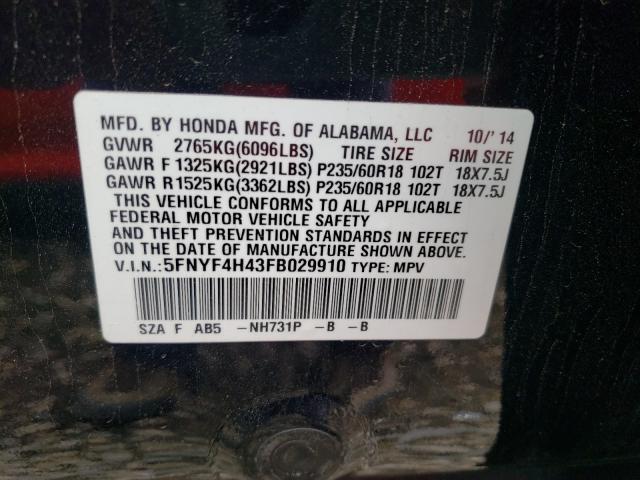 MFD. BY HONDA MFG. OF ALABAMA, LLC 10/'14
GVWR 2765KG(6096LBS) TIRE SIZE RIM SIZE
GAWR F 1325KG(2921LBS) P235/60R18 102T 18X7.5J
GAWR R1525KG(3362LBS) P235/60R18 102T 18X7.5J
THIS VEHICLE CONFORMS TO ALL APPLICABLE
FEDERAL MOTOR VEHICLE SAFETY
AND THEFT PREVENTION STANDARDS IN EFFECT
ON THE DATE OF MANUFACTURE SHOWN ABOVE.
V.I.N.:5FNYF4H43FB029910 TYPE: MPV
SZA F AB5 -NH731P -B -B